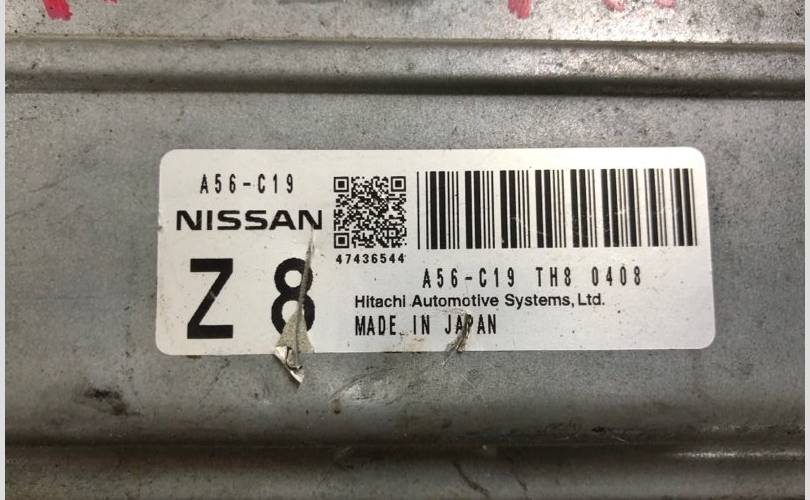 A56-C19
NISSAN
47436544
Z 8
A56-C19 TH8 0408
Hitachi Automotive Systems, Ltd.
MADE IN JAPAN